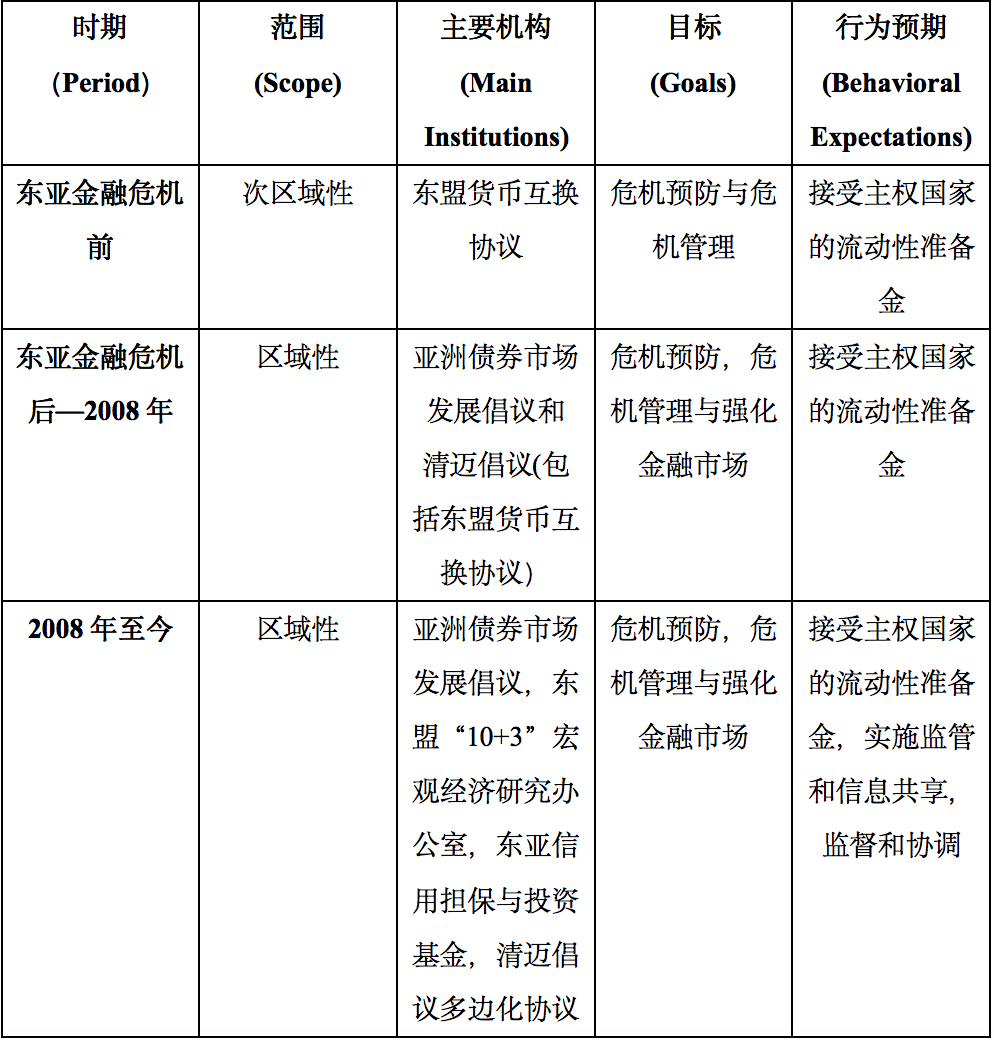 时期
（Period）
范围
(Scope)
主要机构
(Main
Institutions)
目标
(Goals)
行为预期
(Behavioral
Expectations)
东亚金融危机
前
次区域性
东盟货币互换
协议
危机预防与危
机管理
接受主权国家
的流动性准备
金
东亚金融危机
后—2008 年
区域性
亚洲债券市场
发展倡议和
清迈倡议(包
括东盟货币互
换协议）
危机预防，危
机管理与强化
金融市场
接受主权国家
的流动性准备
金
2008 年至今
区域性
亚洲债券市场
发展倡议，东
盟“10+3”宏
观经济研究办
公室，东亚信
用担保与投资
基金，清迈倡
议多边化协议
危机预防，危
机管理与强化
金融市场
接受主权国家
的流动性准备
金，实施监管
和信息共享，
监督和协调